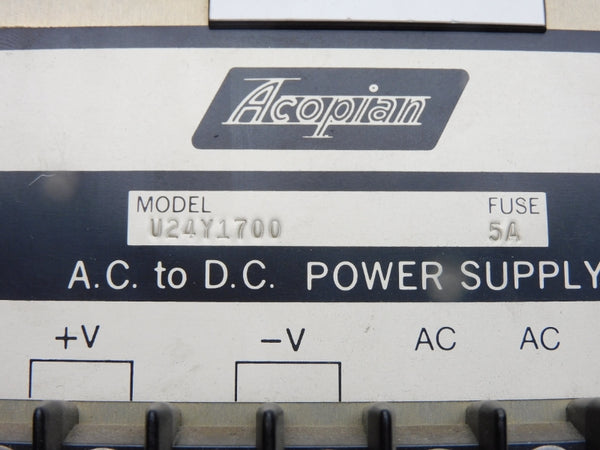 Acopian
MODEL FUSE
U24Y1700 5A
A.C. to D.C. POWER SUPPLY
+V -V AC AC